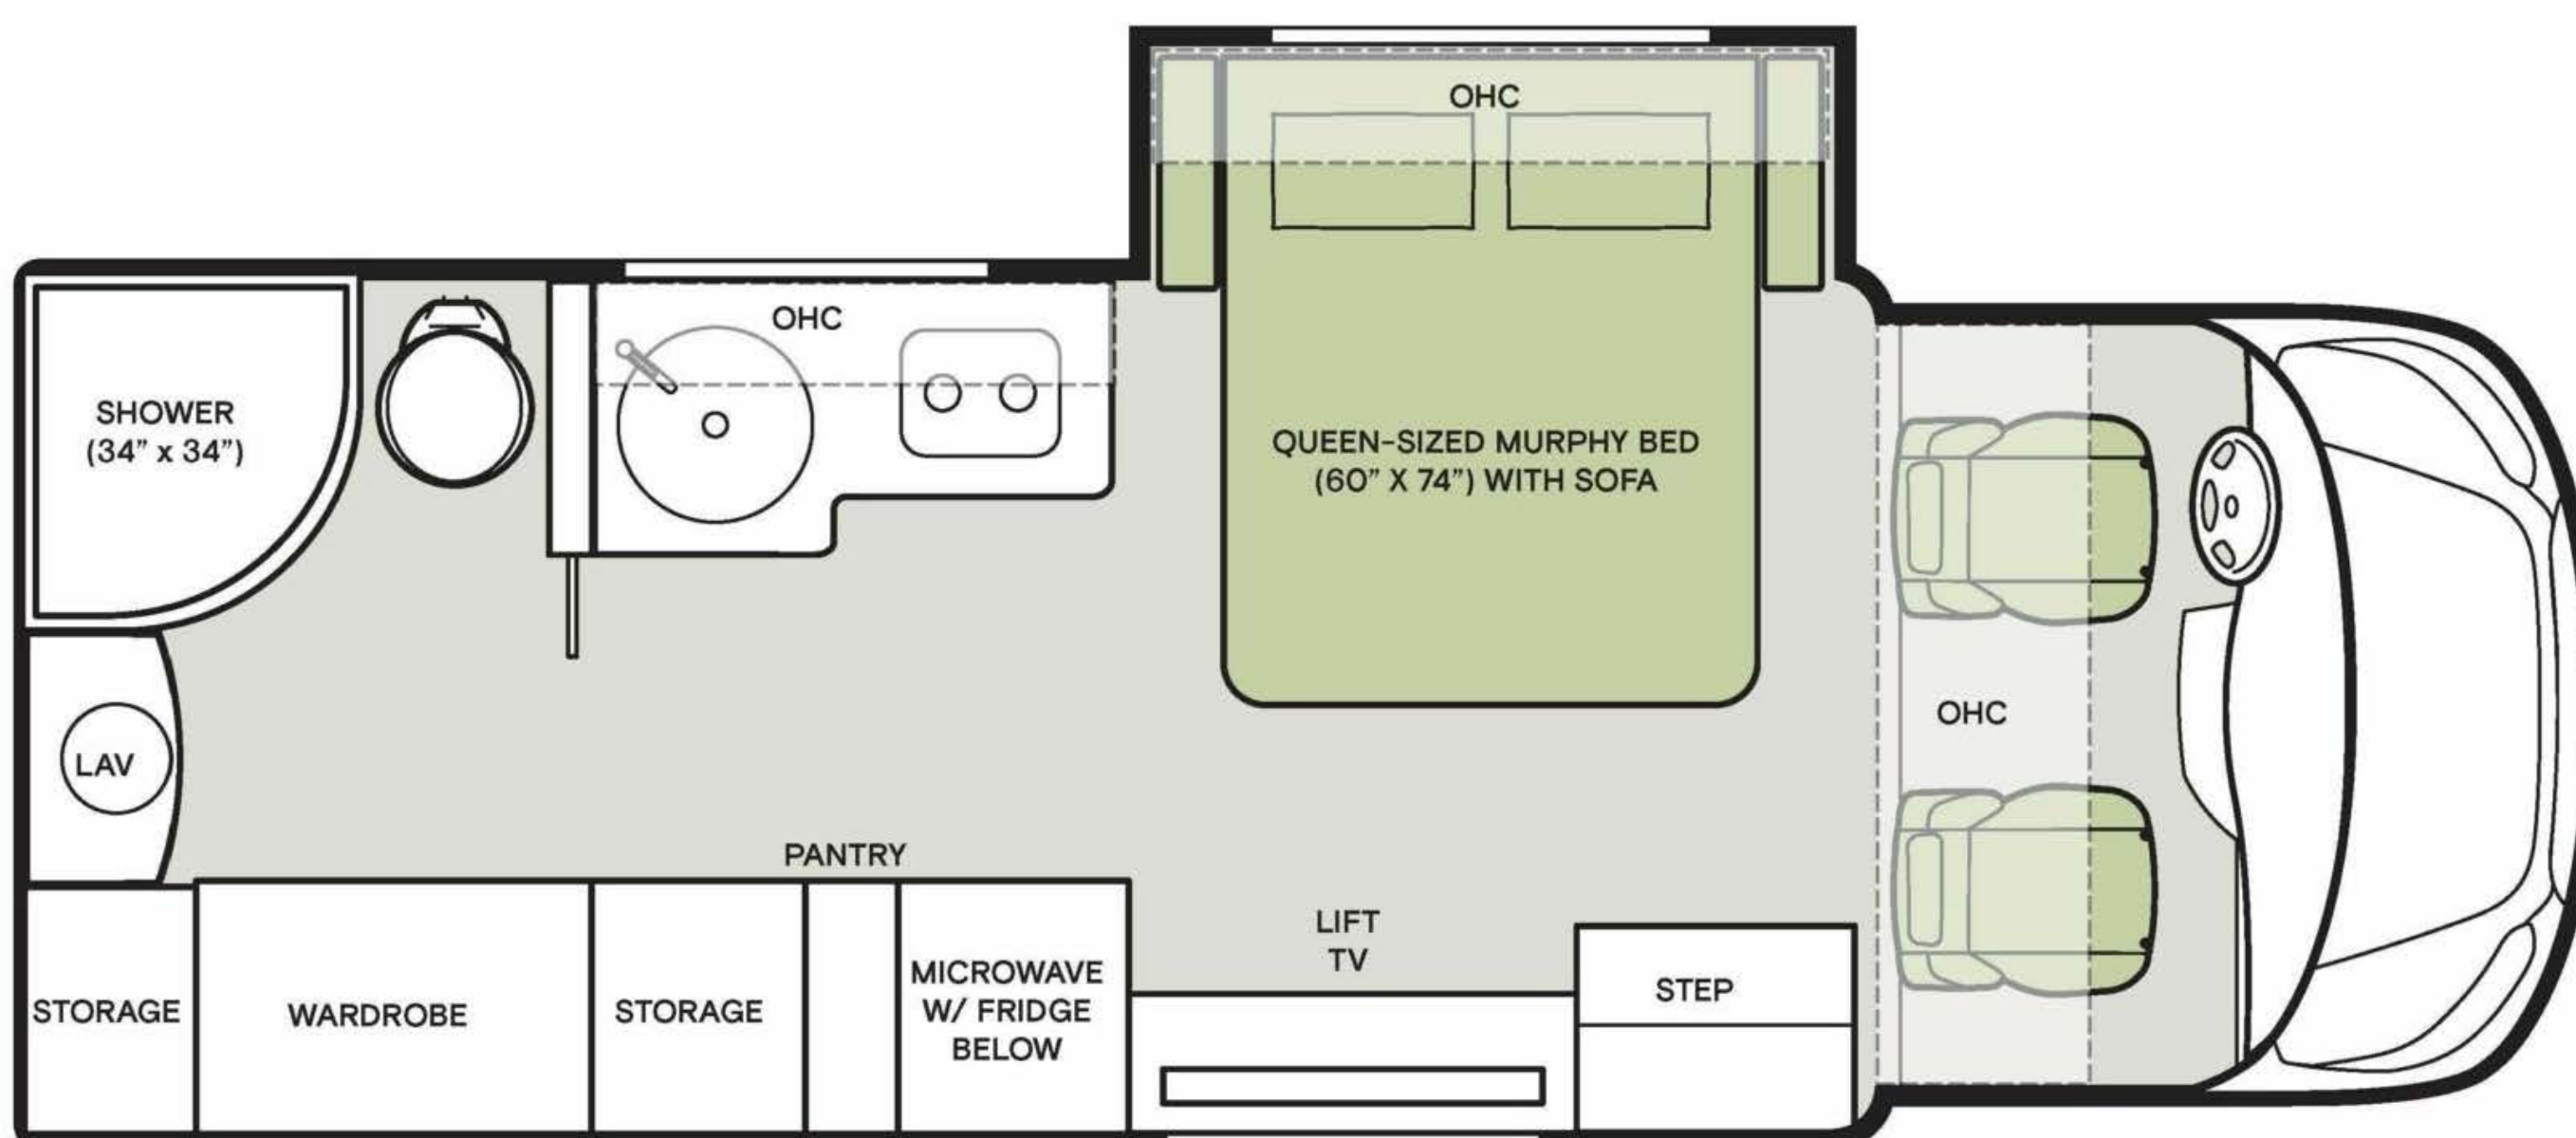 OHC
OHC
SHOWER
(34” x 34”)
QUEEN-SIZED MURPHY BED
(60” X 74”) WITH SOFA
OHC
LAV
PANTRY
LIFT
TV
MICROWAVE
W/ FRIDGE
BELOW
STEP
STORAGE
WARDROBE
STORAGE